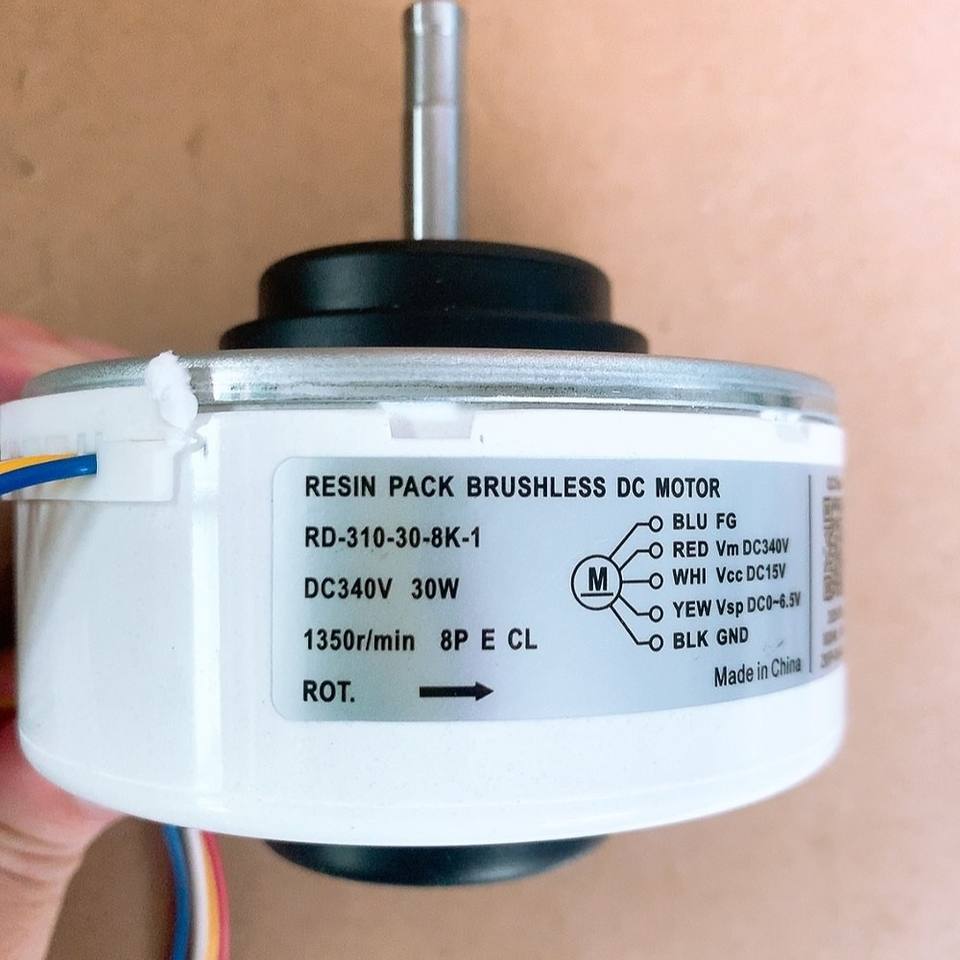 RESIN PACK BRUSHLESS DC MOTOR
RD-310-30-8K-1
DC340V 30W
1350r/min 8P E CL
ROT.
M
BLU FG
RED Vm DC340V
WHI Vcc DC15V
YEW Vsp DC0~6.5V
BLK GND
Made in China